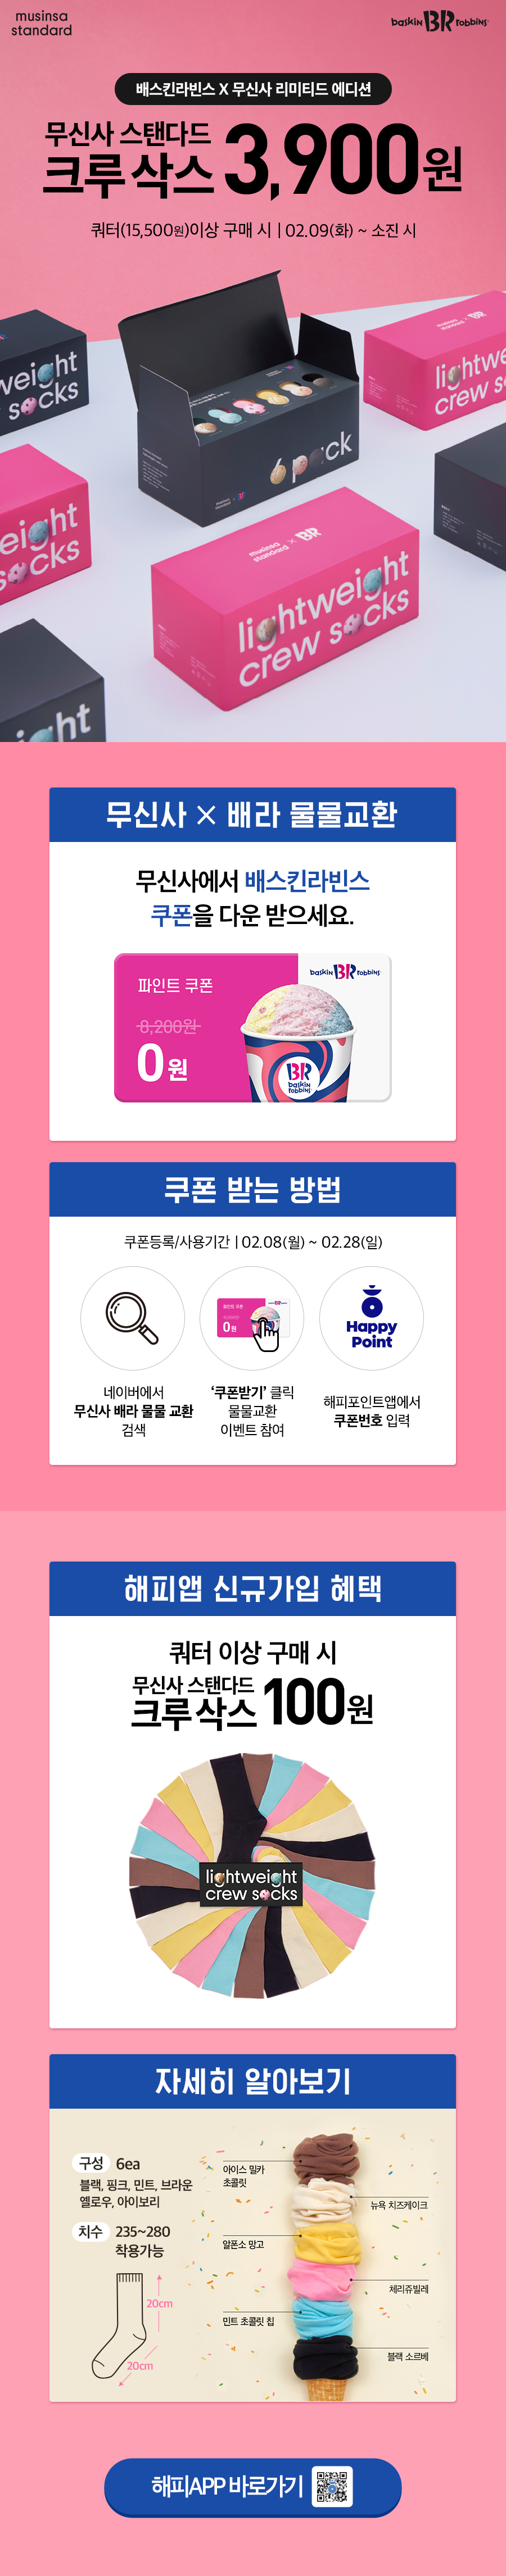 musinsa
standard
baskin BR robbins
배스킨라빈스 X 무신사 리미티드 에디션
무신사 스탠다드
크루 삭스 3,900원
쿼터(15,500원)이상 구매 시 | 02.09(화) ~ 소진 시
weight
socks
6 pack
musinsa
standard × BR
lightwe
crew s
eight
ocks
musinsa
standard × BR
lightweight
crew socks
ght
무신사 × 배라 물물교환
무신사에서 배스킨라빈스
쿠폰을 다운 받으세요.
파인트 쿠폰
8,200원
0원
baskin BR robbins
BR
baskin
robbins
쿠폰 받는 방법
쿠폰등록/사용기간 | 02.08(월) ~ 02.28(일)
파인트 쿠폰
0원
Happy
Point
네이버에서
무신사 배라 물물 교환
검색
‘쿠폰받기’ 클릭
물물교환
이벤트 참여
해피포인트앱에서
쿠폰번호 입력
해피앱 신규가입 혜택
쿼터 이상 구매 시
무신사 스탠다드
크루 삭스 100원
lightweight
crew socks
자세히 알아보기
구성 6ea
블랙, 핑크, 민트, 브라운
옐로우, 아이보리
치수 235~280
착용가능
20cm
20cm
아이스 밀카
초콜릿
뉴욕 치즈케이크
알폰소 망고
체리쥬빌레
민트 초콜릿 칩
블랙 소르베
해피APP 바로가기